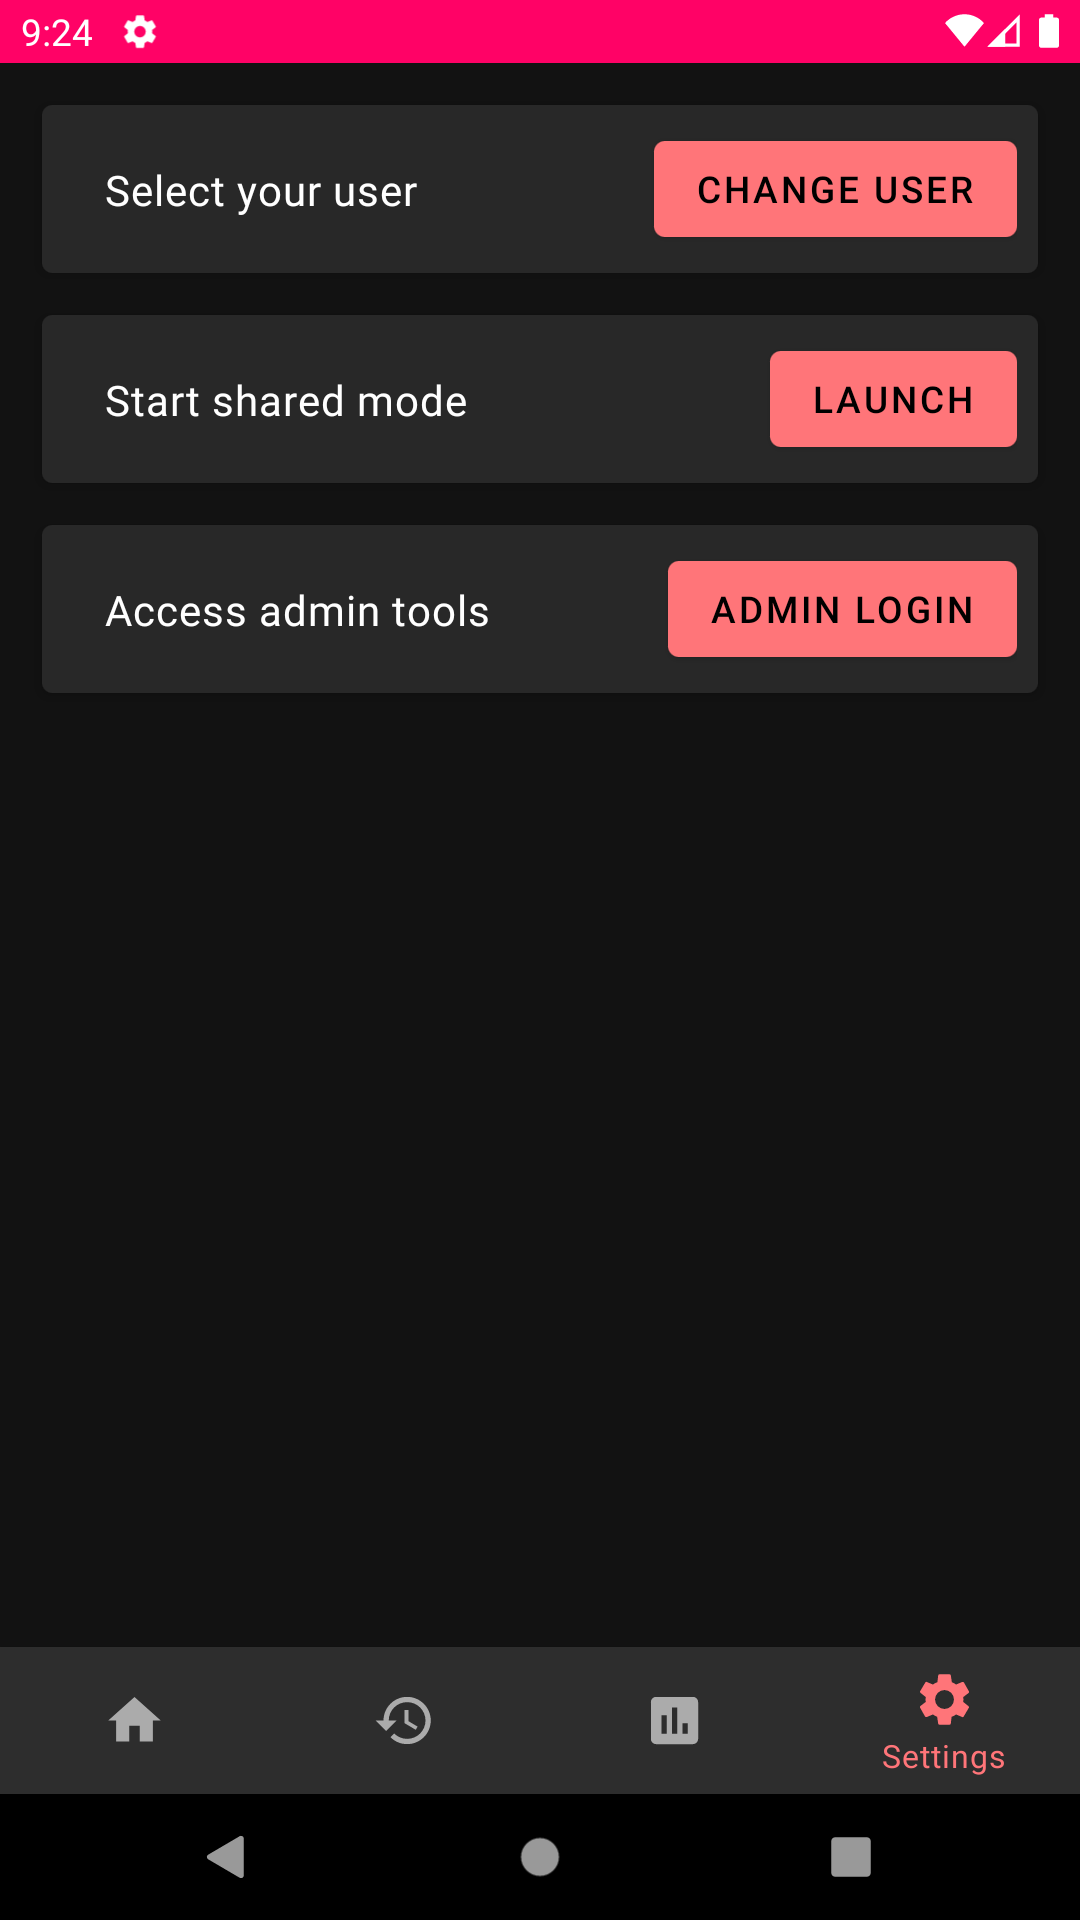 9:24
Select your user
CHANGE USER
Start shared mode
LAUNCH
Access admin tools
ADMIN LOGIN
Settings